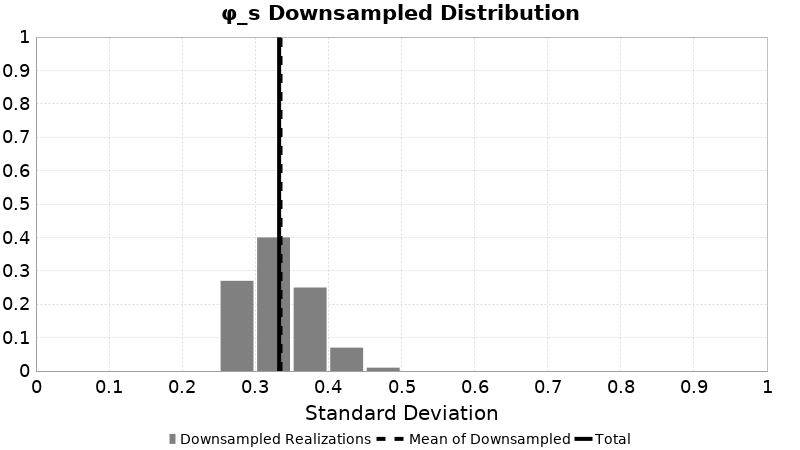 φ_s Downsampled Distribution
1
0.9
0.8
0.7
0.6
0.5
0.4
0.3
0.2
0.1
0
0 0.1 0.2 0.3 0.4 0.5 0.6 0.7 0.8 0.9 1
Standard Deviation
Downsampled Realizations Mean of Downsampled Total